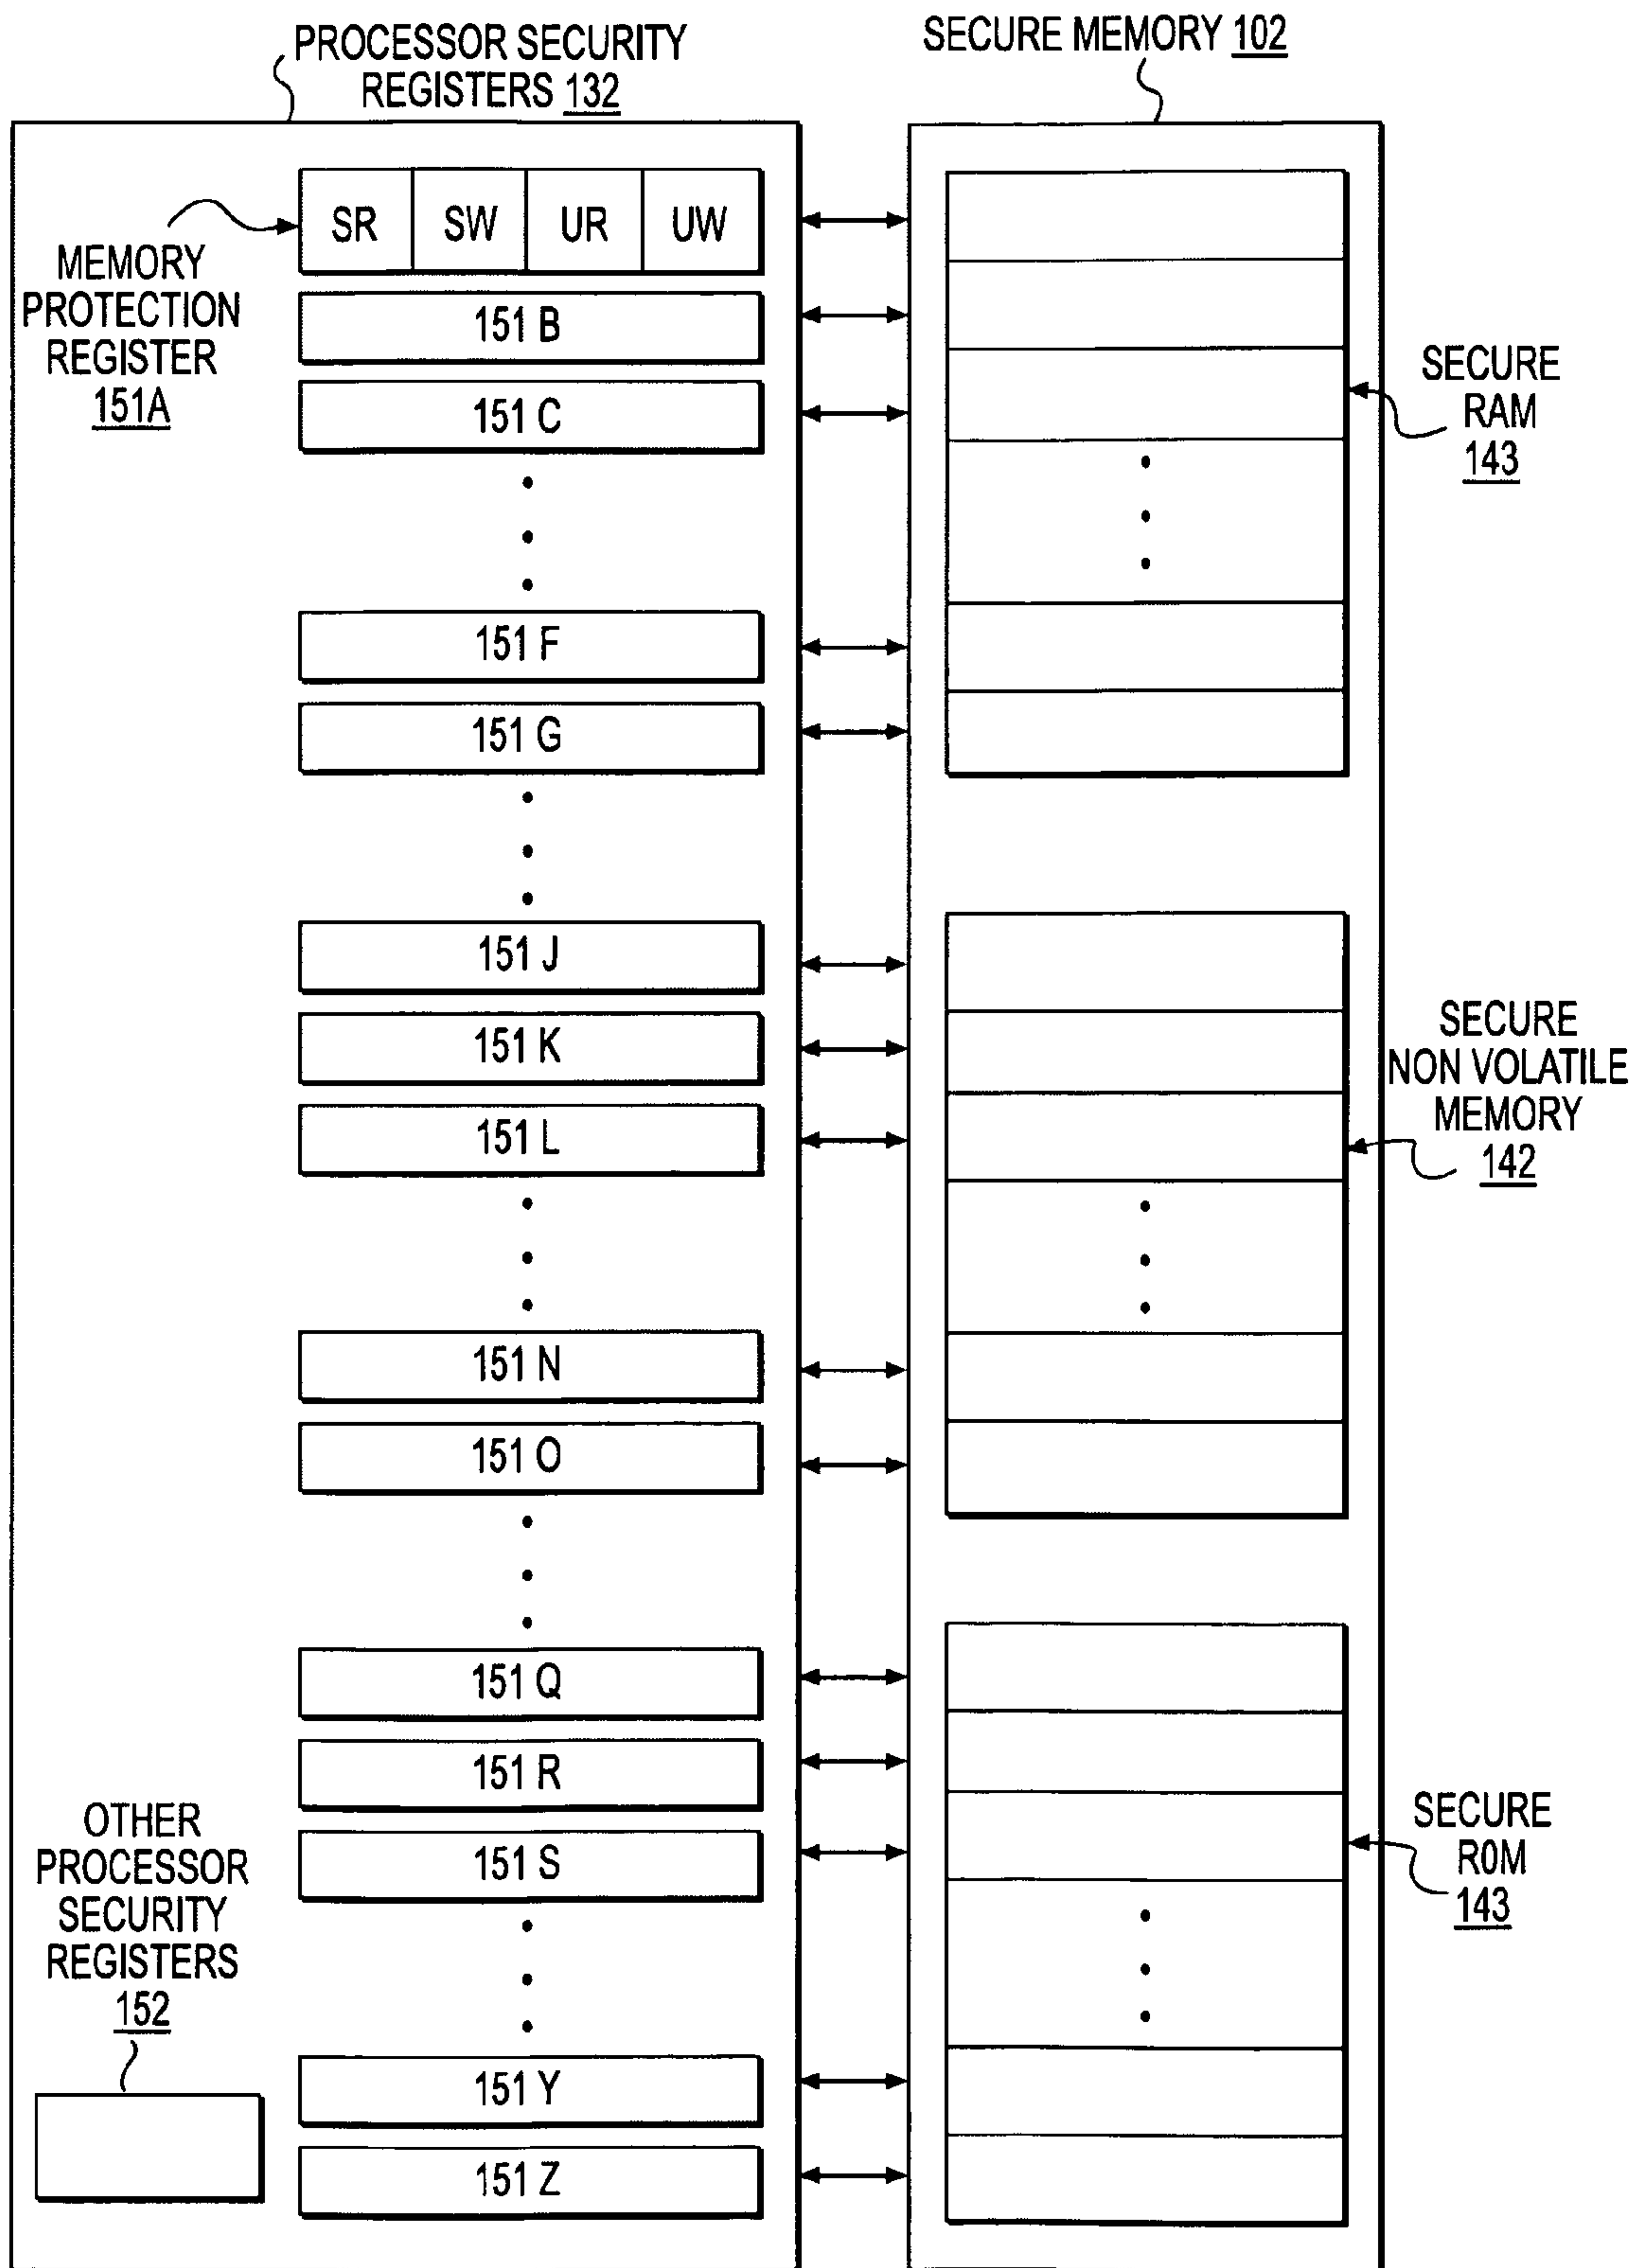 PROCESSOR SECURITY
REGISTERS 132
SECURE MEMORY 102
SR SW UR UW
MEMORY
PROTECTION
REGISTER
151A
151 B
151 C
SECURE
RAM
143
151 F
151 G
151 J
151 K
151 L
SECURE
NON VOLATILE
MEMORY
142
151 N
151 O
151 Q
151 R
151 S
OTHER
PROCESSOR
SECURITY
REGISTERS
152
SECURE
R0M
143
151 Y
151 Z